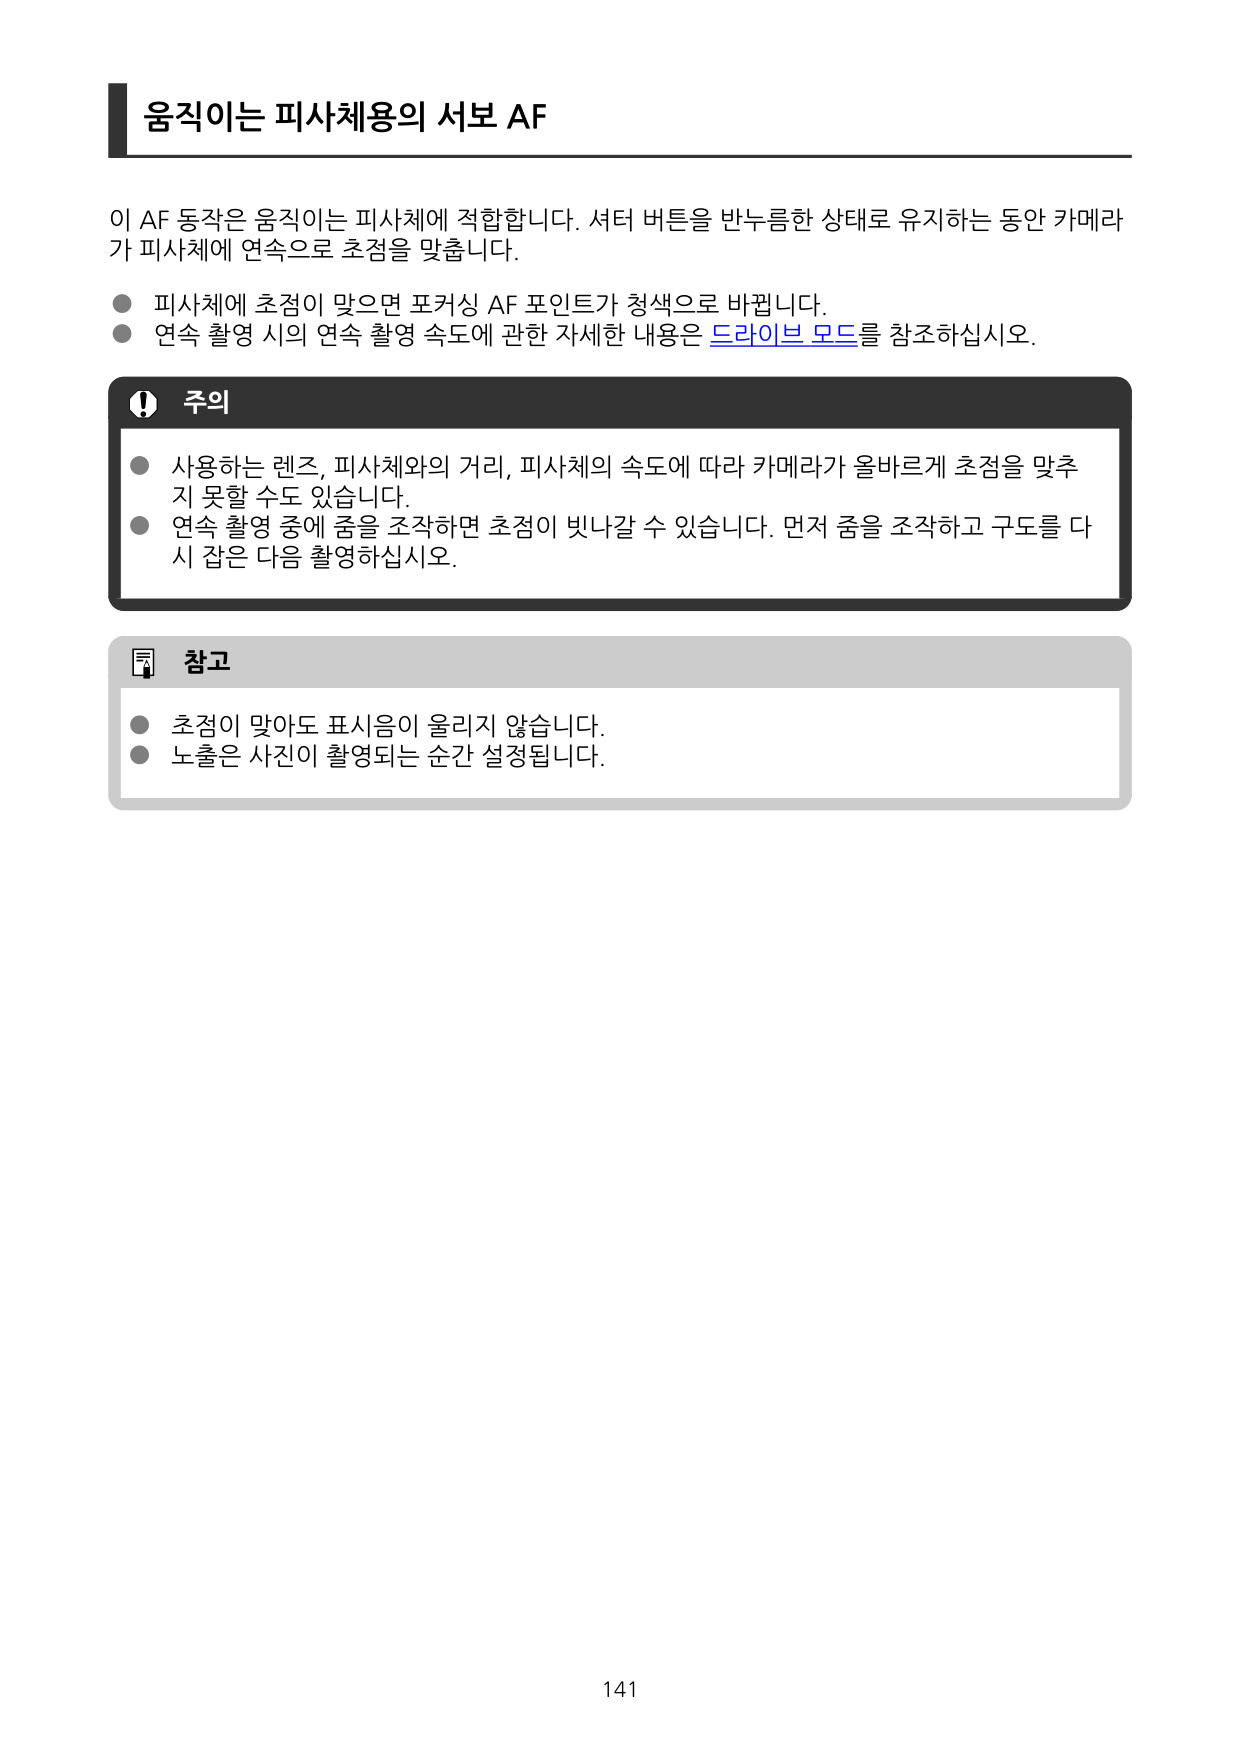 움직이는 피사체용의 서보 AF
이 AF 동작은 움직이는 피사체에 적합합니다. 셔터 버튼을 반누름한 상태로 유지하는 동안 카메라
가 피사체에 연속으로 초점을 맞춥니다.
● 피사체에 초점이 맞으면 포커싱 AF 포인트가 청색으로 바뀝니다.
● 연속 촬영 시의 연속 촬영 속도에 관한 자세한 내용은 드라이브 모드를 참조하십시오.
주의
● 사용하는 렌즈, 피사체와의 거리, 피사체의 속도에 따라 카메라가 올바르게 초점을 맞추
지 못할 수도 있습니다.
● 연속 촬영 중에 줌을 조작하면 초점이 빗나갈 수 있습니다. 먼저 줌을 조작하고 구도를 다
시 잡은 다음 촬영하십시오.
참고
● 초점이 맞아도 표시음이 울리지 않습니다.
● 노출은 사진이 촬영되는 순간 설정됩니다.
141